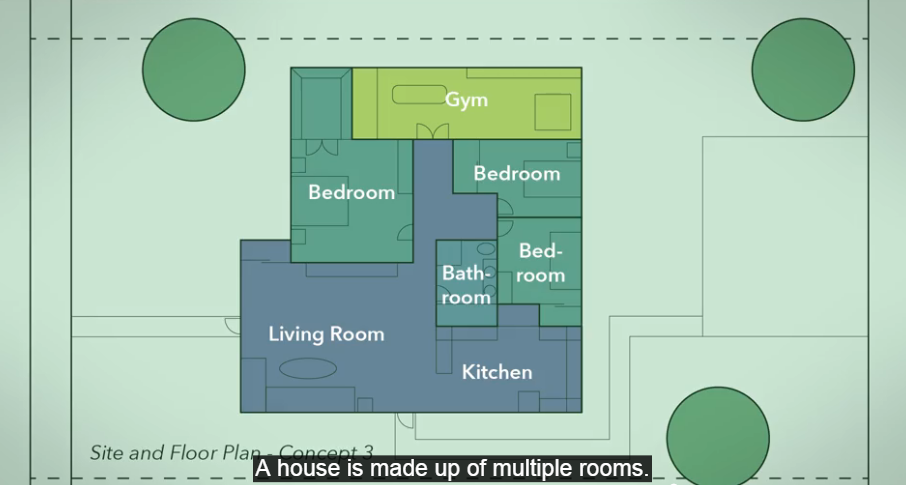 Gym
Bedroom
Bedroom
Bed-
room
Bath-
room
Living Room
Kitchen
Site and Floor Plan - Concept 3
A house is made up of multiple rooms.